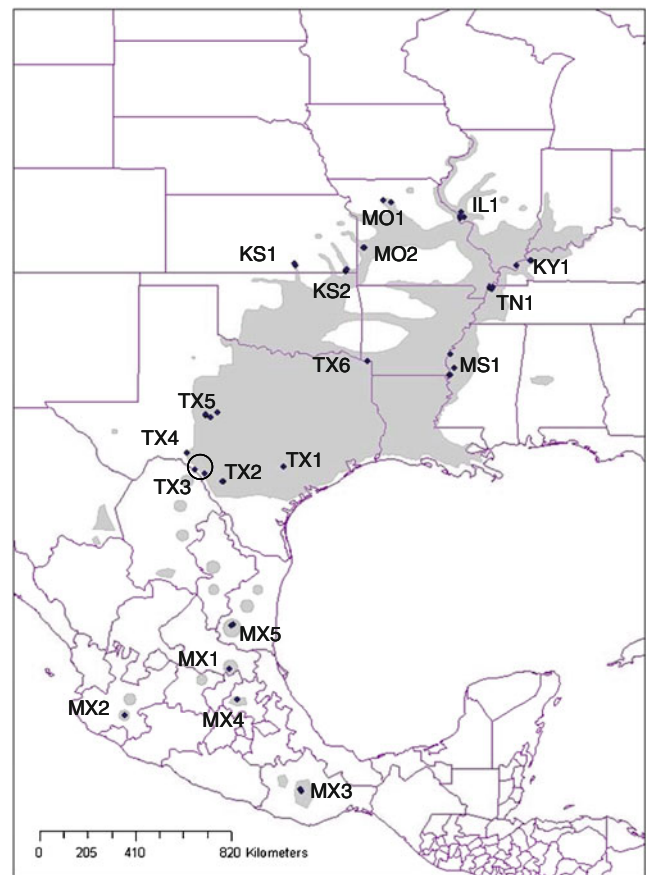 MO1
IL1
MO2
KS1
KY1
KS2
TN1
TX6
MS1
TX5
TX4
TX1
TX2
TX3
MX5
MX1
MX2
MX4
MX3
0 205 410 820 Kilometers